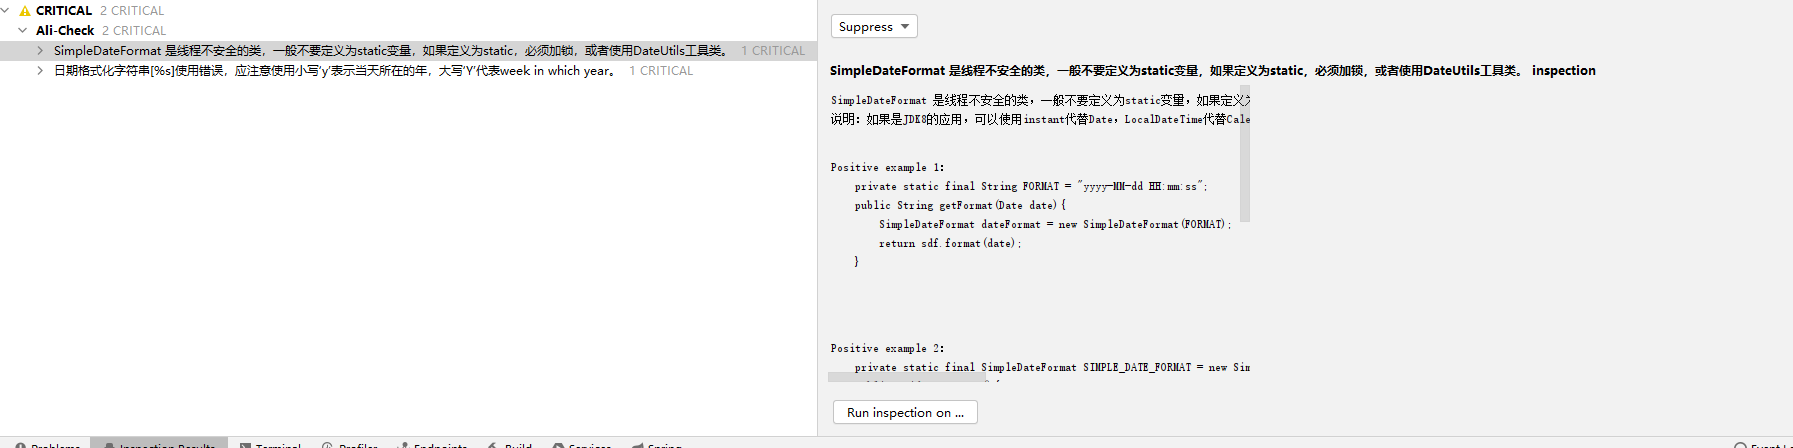 CRITICAL 2 CRITICAL
Ali-Check 2 CRITICAL
SimpleDateFormat 是线程不安全的类，一般不要定义为static变量，如果定义为static，必须加锁，或者使用DateUtils工具类。 1 CRITICAL
日期格式化字符串[%s]使用错误，应注意使用小写‘y’表示当天所在的年，大写‘Y’代表week in which year。 1 CRITICAL
Suppress
SimpleDateFormat 是线程不安全的类，一般不要定义为static变量，如果定义为static，必须加锁，或者使用DateUtils工具类。 inspection
SimpleDateFormat 是线程不安全的类，一般不要定义为static变量，如果定义为
说明：如果是JDK8的应用，可以使用instant代替Date，LocalDateTime代替Cale
Positive example 1：
private static final String FORMAT = "yyyy-MM-dd HH:mm:ss";
public String getFormat(Date date){
SimpleDateFormat dateFormat = new SimpleDateFormat(FORMAT);
return sdf.format(date);
}
Positive example 2：
private static final SimpleDateFormat SIMPLE_DATE_FORMAT = new Sim
Run inspection on ...
Problems Inspection Results Terminal Profiler Endpoints Build Services Spring